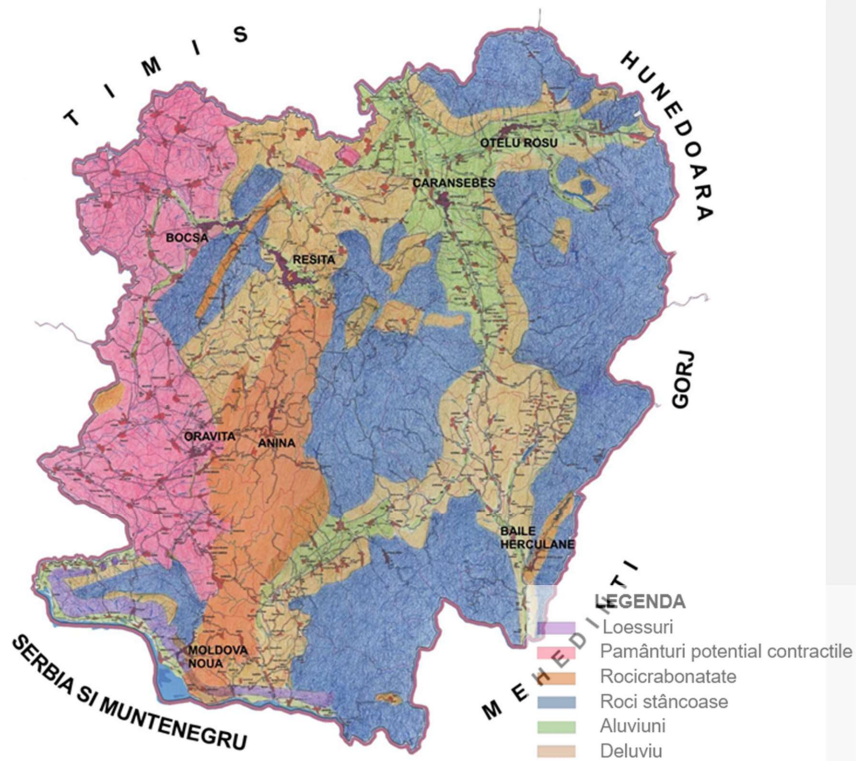 TIMIS
HUNEDOARA
OTELU ROSU
CARANSEBES
BOCSA
RESITA
GORJ
ORAVITA
ANINA
BAILE
HERCULANE
MOLDOVA
NOUA
SERBIA SI MUNTENEGRU
MEHEDINTI
LEGENDA
Loessuri
Pamânturi potential contractile
Rocicrabonatate
Roci stâncoase
Aluviuni
Deluviu